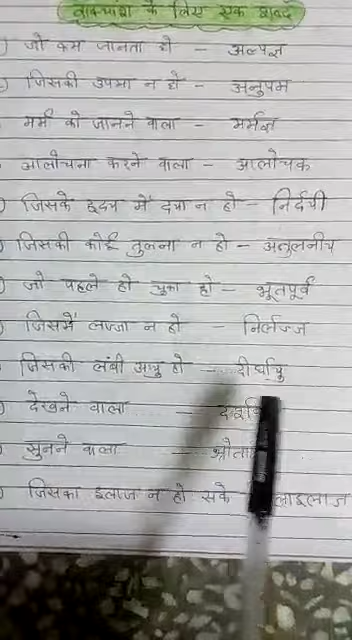 वाक्यांश के लिए एक शब्द
जो कम जानता हो – अल्पज्ञ
जिसकी उपमा न हो – अनुपम
मर्म को जानने वाला – मर्मज्ञ
आलोचना करने वाला – आलोचक
जिसके हृदय में दया न हो – निर्दयी
जिसकी कोई तुलना न हो – अतुलनीय
जो पहले हो चुका हो – भूतपूर्व
जिसमें लज्जा न हो – निर्लज्ज
जिसकी लंबी आयु हो – दीर्घायु
देखने वाला –
सुनने वाला – श्रोता
जिसका इलाज न हो सके लाइलाज